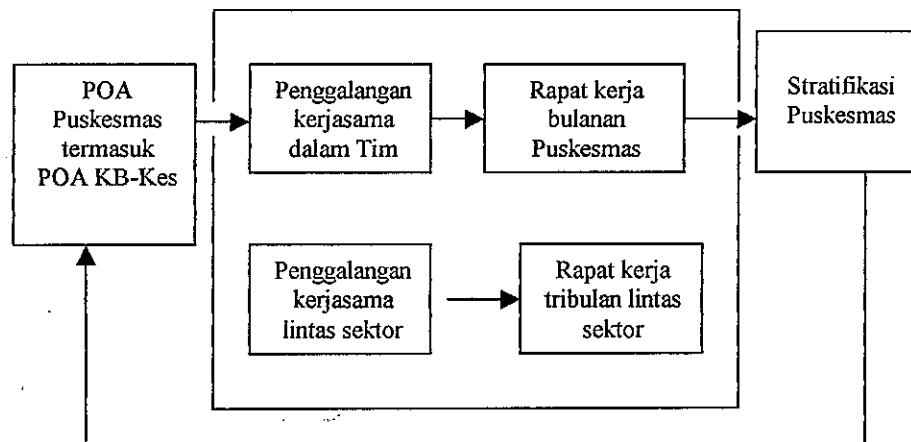 POA
Puskesmas
termasuk
POA KB-Kes
Penggalangan
kerjasama
dalam Tim
Rapat kerja
bulanan
Puskesmas
Stratifikasi
Puskesmas
Penggalangan
kerjasama
lintas sektor
Rapat kerja
tribulan lintas
sektor